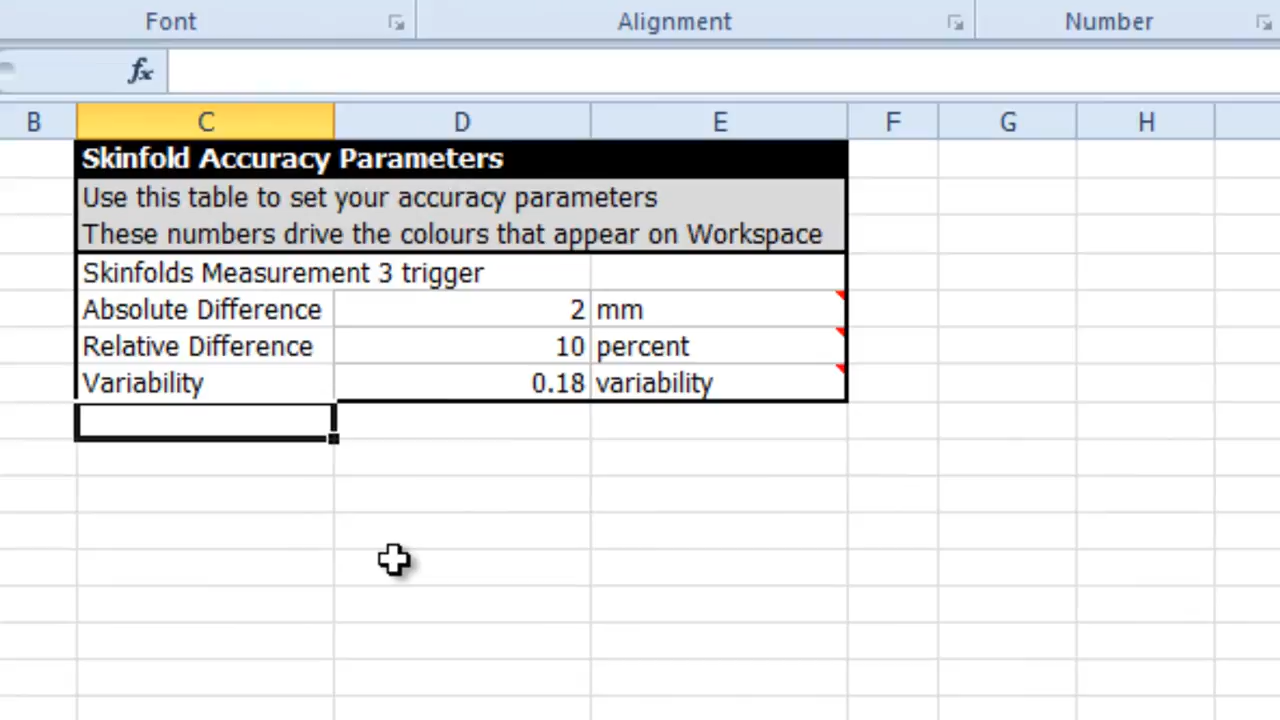 Font Alignment Number
fx
B C D E F G H
Skinfold Accuracy Parameters
Use this table to set your accuracy parameters
These numbers drive the colours that appear on Workspace
Skinfolds Measurement 3 trigger
Absolute Difference 2 mm
Relative Difference 10 percent
Variability 0.18 variability